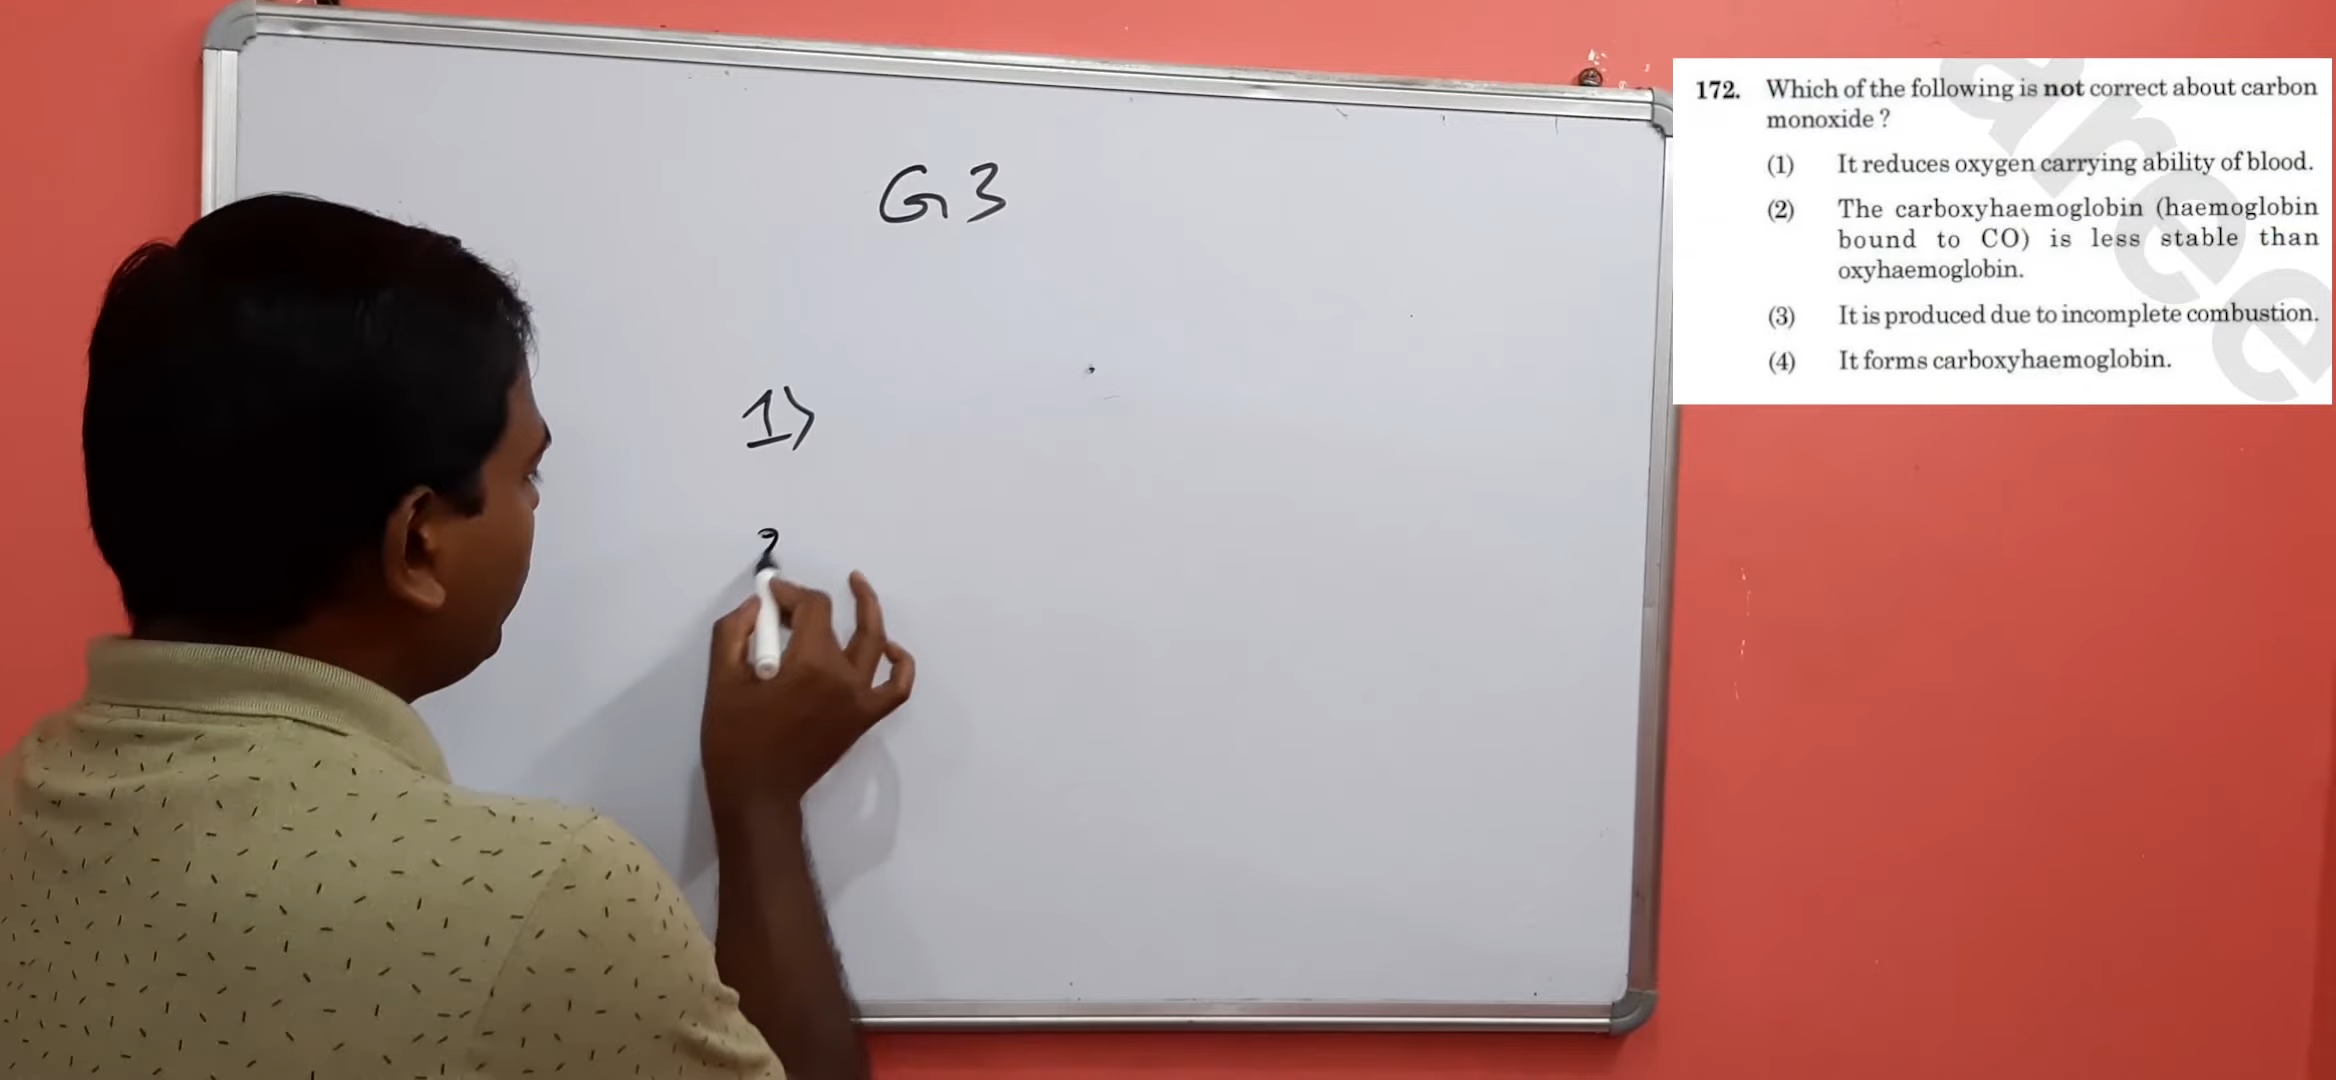 G3
1)
172. Which of the following is not correct about carbon
monoxide ?
(1) It reduces oxygen carrying ability of blood.
(2) The carboxyhaemoglobin (haemoglobin
bound to CO) is less stable than
oxyhaemoglobin.
(3) It is produced due to incomplete combustion.
(4) It forms carboxyhaemoglobin.